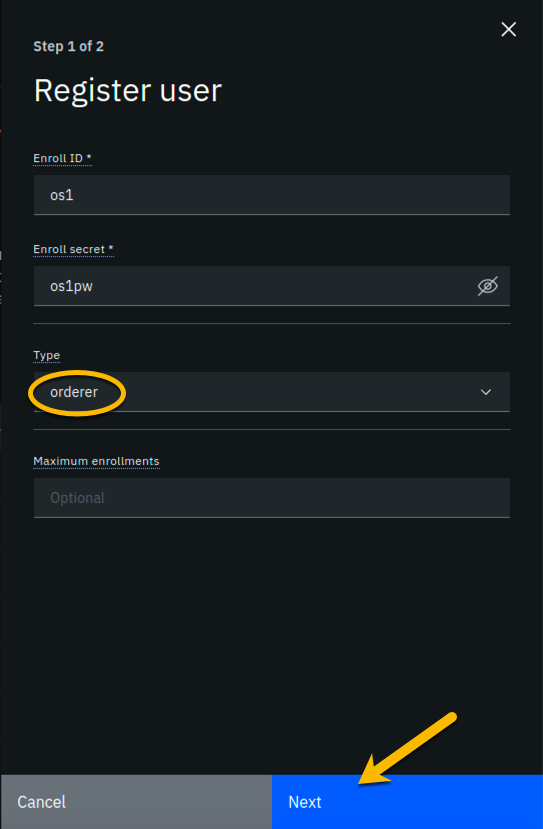 Step 1 of 2
Register user
Enroll ID *
os1
Enroll secret *
os1pw
Type
orderer
Maximum enrollments
Optional
Cancel
Next